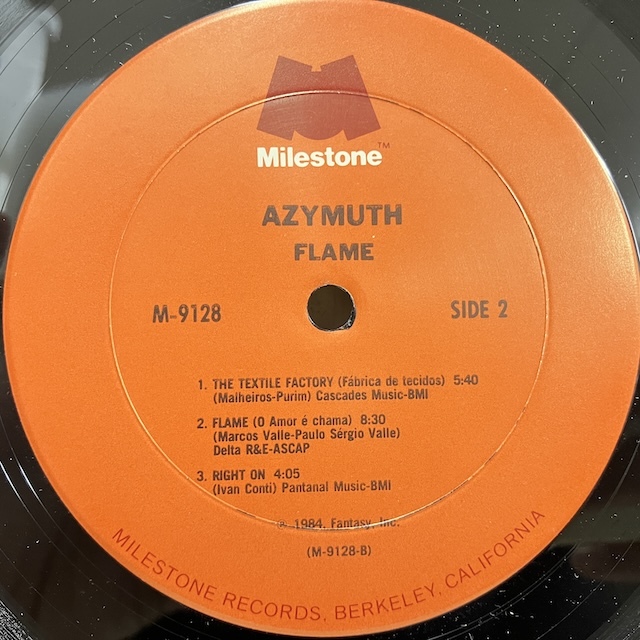 Milestone™
AZYMUTH
FLAME
M-9128
SIDE 2
1. THE TEXTILE FACTORY (Fábrica de tecidos) 5:40
(Malheiros-Purim) Cascades Music-BMI
2. FLAME (O Amor é chama) 8:30
(Marcos Valle-Paulo Sérgio Valle)
Delta R&E-ASCAP
3. RIGHT ON 4:05
(Ivan Conti) Pantanal Music-BMI
℗ 1984, Fantasy, Inc.
(M-9128-B)
MILESTONE RECORDS, BERKELEY, CALIFORNIA